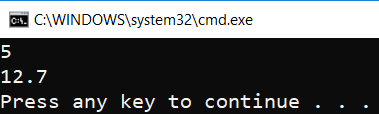 C:\WINDOWS\system32\cmd.exe
5
12.7
Press any key to continue . . .